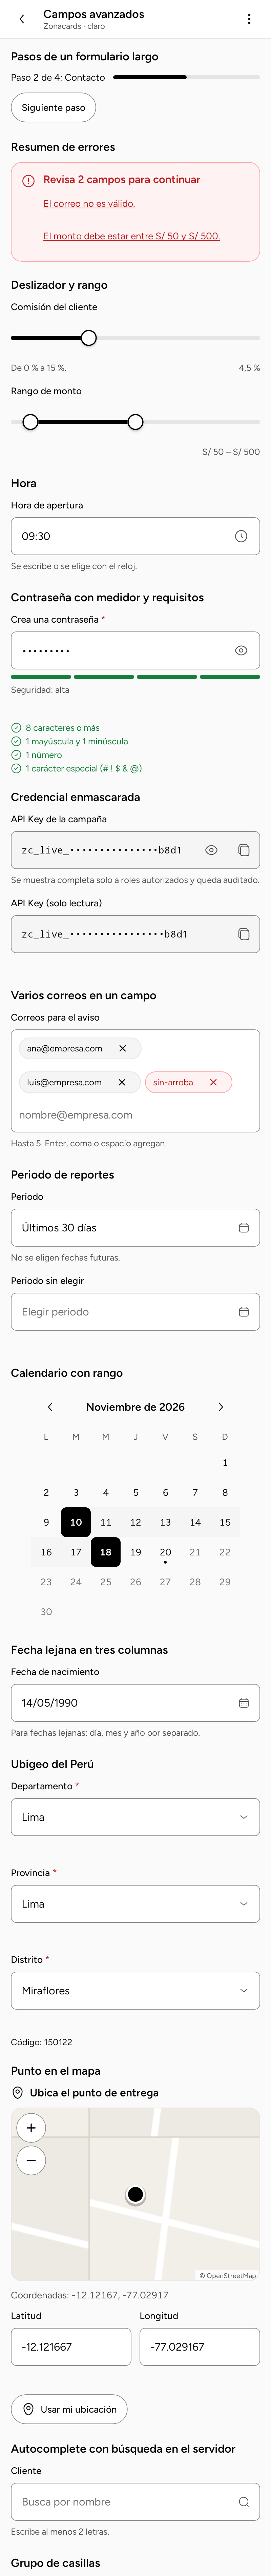 Campos avanzados
Zonacards · claro
Pasos de un formulario largo
Paso 2 de 4: Contacto
Siguiente paso
Resumen de errores
Revisa 2 campos para continuar
El correo no es válido.
El monto debe estar entre S/ 50 y S/ 500.
Deslizador y rango
Comisión del cliente
De 0 % a 15 %. 4,5 %
Rango de monto
S/ 50 – S/ 500
Hora
Hora de apertura
09:30
Se escribe o se elige con el reloj.
Contraseña con medidor y requisitos
Crea una contraseña *
•••••••••
Seguridad: alta
8 caracteres o más
1 mayúscula y 1 minúscula
1 número
1 carácter especial (# ! $ & @)
Credencial enmascarada
API Key de la campaña
zc_live_••••••••••••••••b8d1
Se muestra completa solo a roles autorizados y queda auditado.
API Key (solo lectura)
zc_live_•••••••••••••••••b8d1
Varios correos en un campo
Correos para el aviso
ana@empresa.com
luis@empresa.com sin-arroba
nombre@empresa.com
Hasta 5. Enter, coma o espacio agregan.
Periodo de reportes
Periodo
Últimos 30 días
No se eligen fechas futuras.
Periodo sin elegir
Elegir periodo
Calendario con rango
Noviembre de 2026
L M M J V S D
1
2 3 4 5 6 7 8
9 10 11 12 13 14 15
16 17 18 19 20 21 22
23 24 25 26 27 28 29
30
Fecha lejana en tres columnas
Fecha de nacimiento
14/05/1990
Para fechas lejanas: día, mes y año por separado.
Ubigeo del Perú
Departamento *
Lima
Provincia *
Lima
Distrito *
Miraflores
Código: 150122
Punto en el mapa
Ubica el punto de entrega
+
−
© OpenStreetMap
Coordenadas: -12.12167, -77.02917
Latitud Longitud
-12.121667 -77.029167
Usar mi ubicación
Autocomplete con búsqueda en el servidor
Cliente
Busca por nombre
Escribe al menos 2 letras.
Grupo de casillas